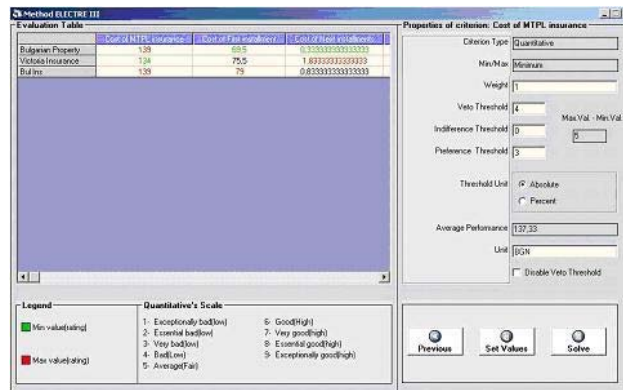 Method ELECTRE III
Evaluation Table
Cost of MTPL insurance Cost of First installment Cost of Next installments
Bulgarian Property 139 69.5 0.333333333333333
Victoria Insurance 134 75.5 1.83333333333333
Bul Ins 139 79 0.833333333333333
Legend
Min value(rating)
Max value(rating)
Quantitative's Scale
1- Exceptionally bad(low)
2- Essential bad(low)
3- Very bad(low)
4- Bad(Low)
5- Average(Fair)
6- Good(High)
7- Very good(high)
8- Essential good(high)
9- Exceptionally good(high)
Properties of criterion: Cost of MTPL insurance
Criterion Type Quantitative
Min/Max Minimum
Weight 1
Veto Threshold 4
Max.Val - Min.Val
Indifference Threshold 0
5
Preference Threshold 3
Threshold Unit Absolute
Percent
Average Performance 137,33
Unit BGN
Disable Veto Threshold
Previous Set Values Solve